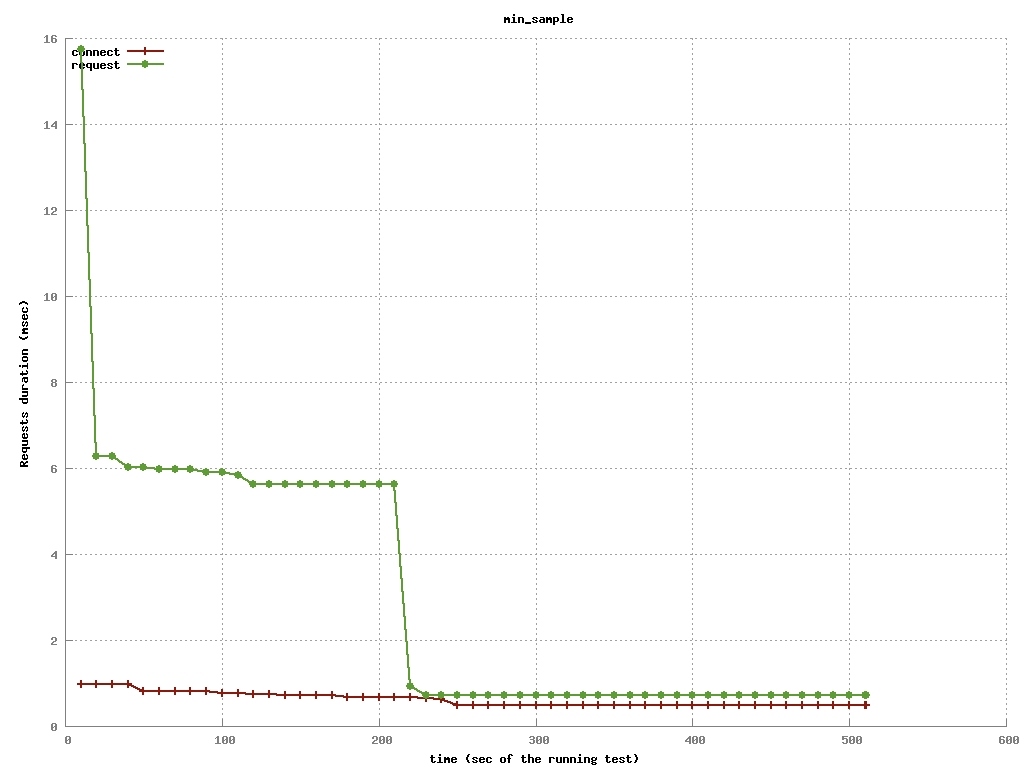 min_sample
connect
request
16
14
12
10
8
6
4
2
0
Requests duration (msec)
0 100 200 300 400 500 600
time (sec of the running test)